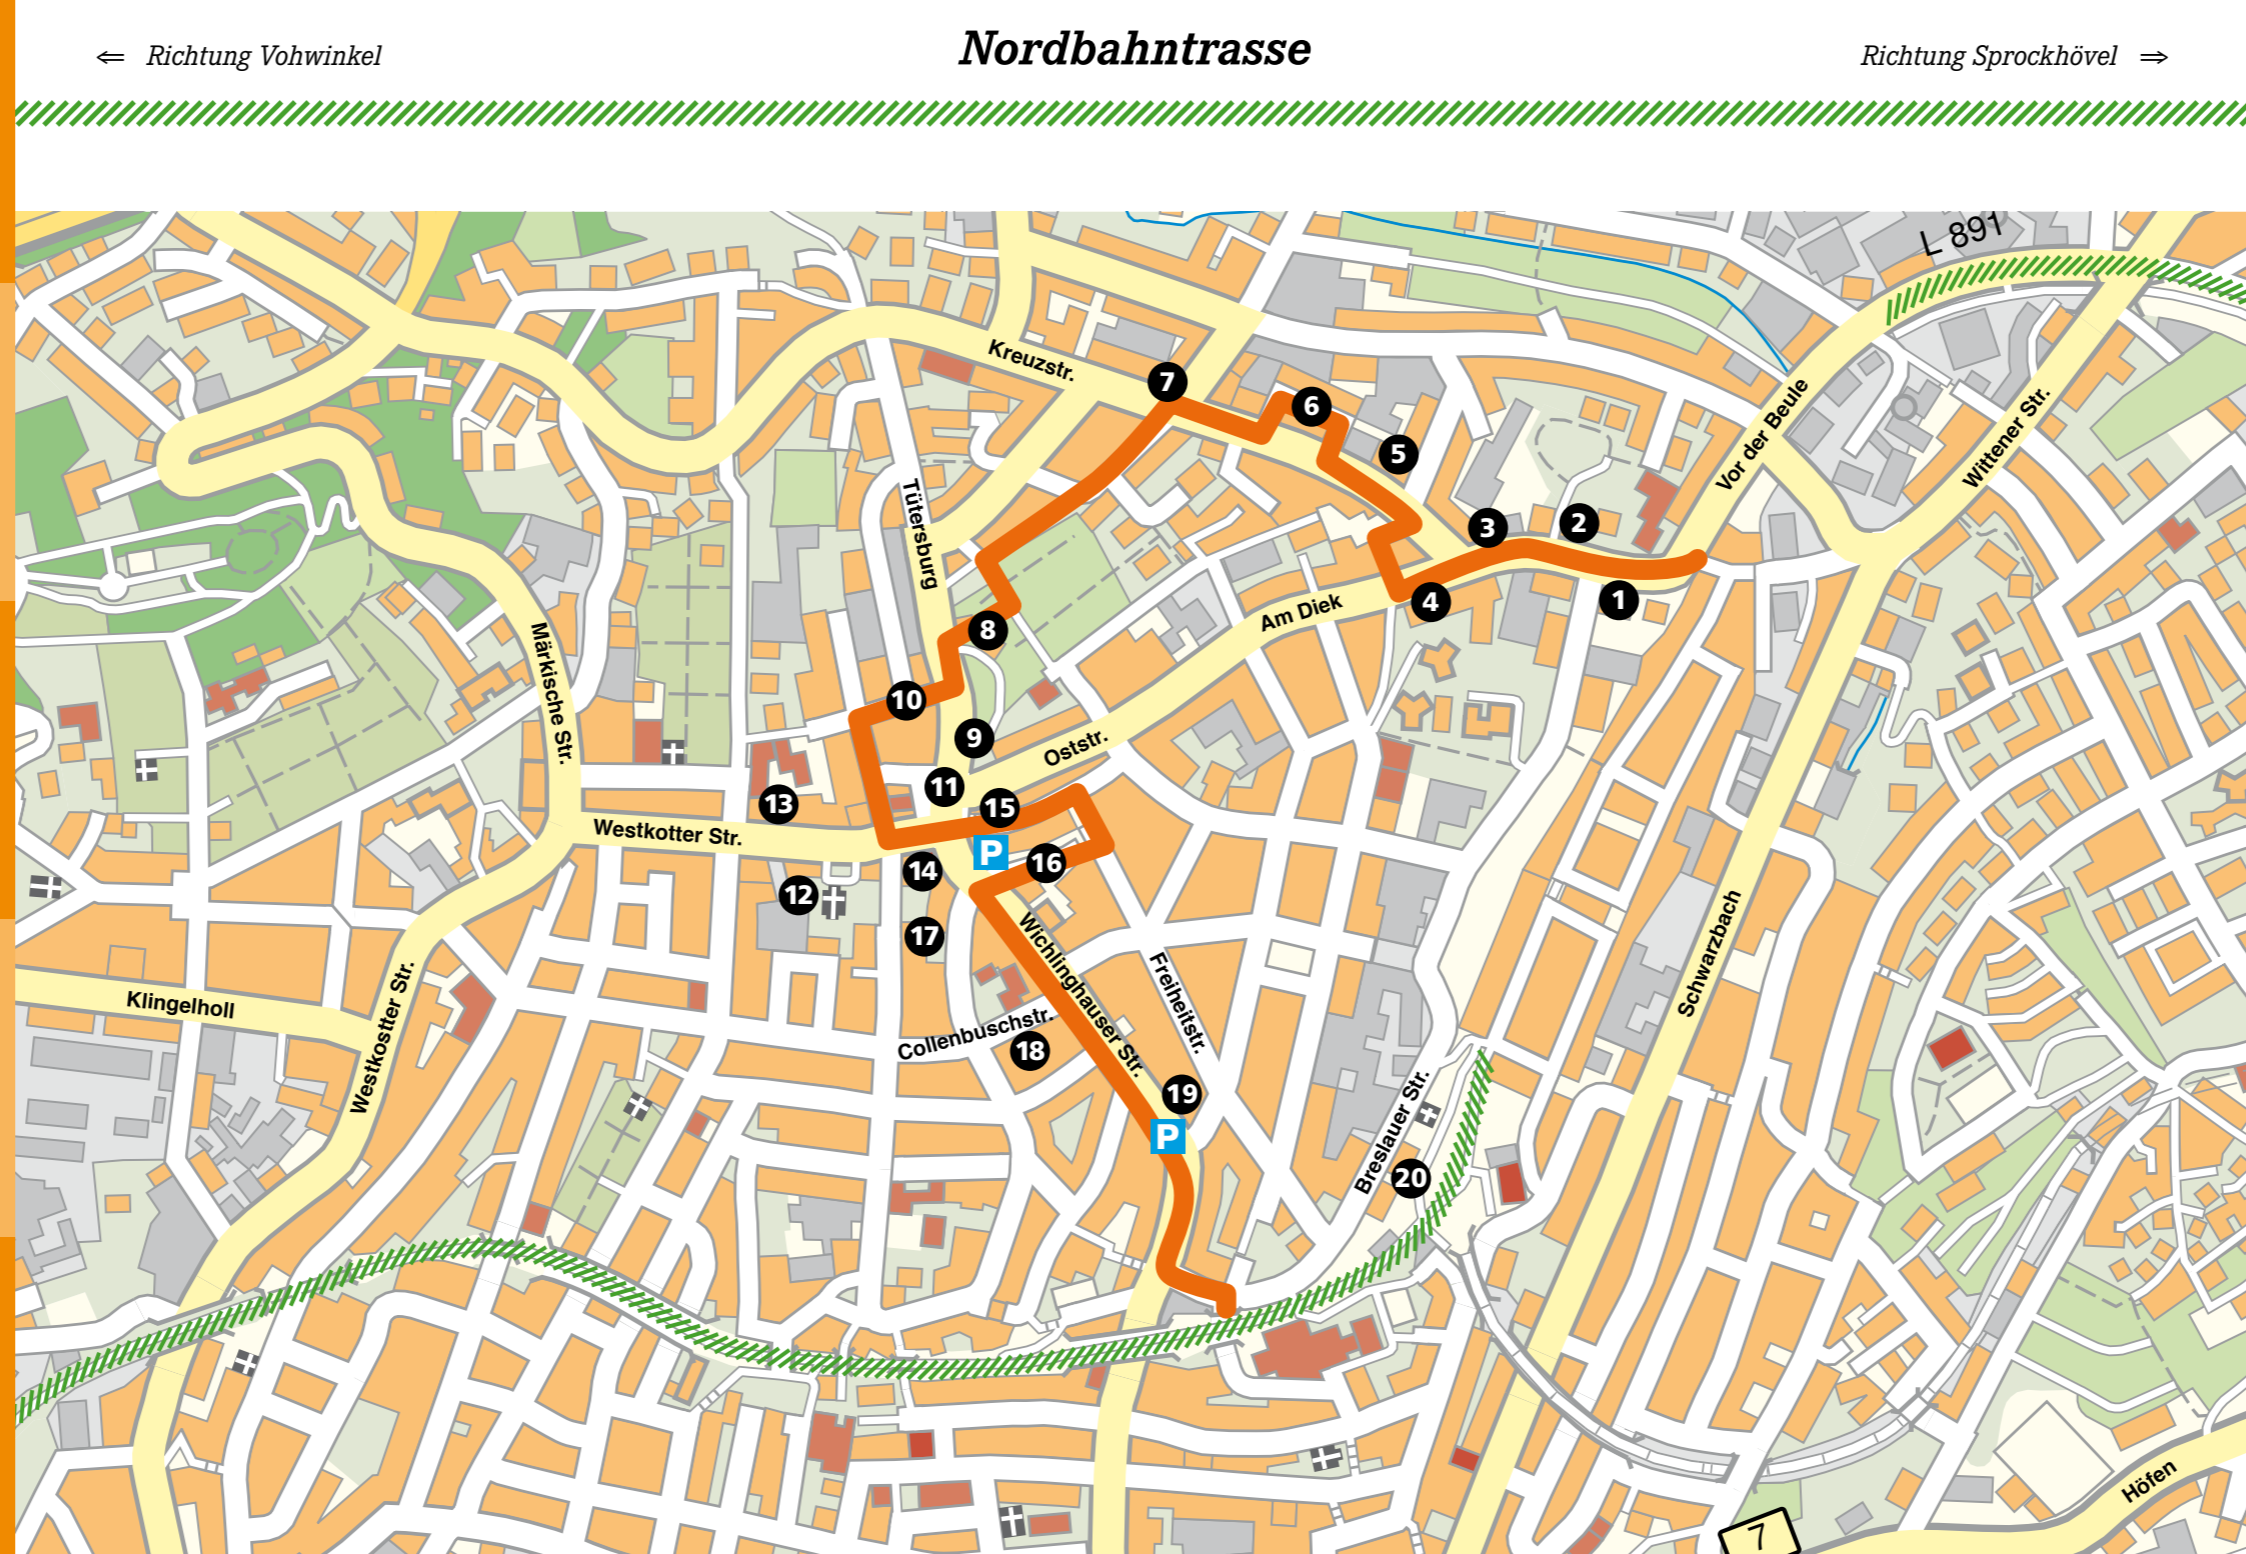 ⇐ Richtung Vohwinkel
Nordbahntrasse
Richtung Sprockhövel ⇒
L 891
Kreuzstr.
7
6
5
Vor der Beule
Wittener Str.
Tütersburg
3
2
1
4
Am Diek
8
Märkische Str.
10
9
Oststr.
11
15
13
Westkotter Str.
P
16
14
12
17
Wichlinghauser Str.
Freiheitstr.
Schwarzbach
Klingelholl
Westkostter Str.
Collenbuschstr.
18
19
P
Breslauer Str.
20
Höfen
7